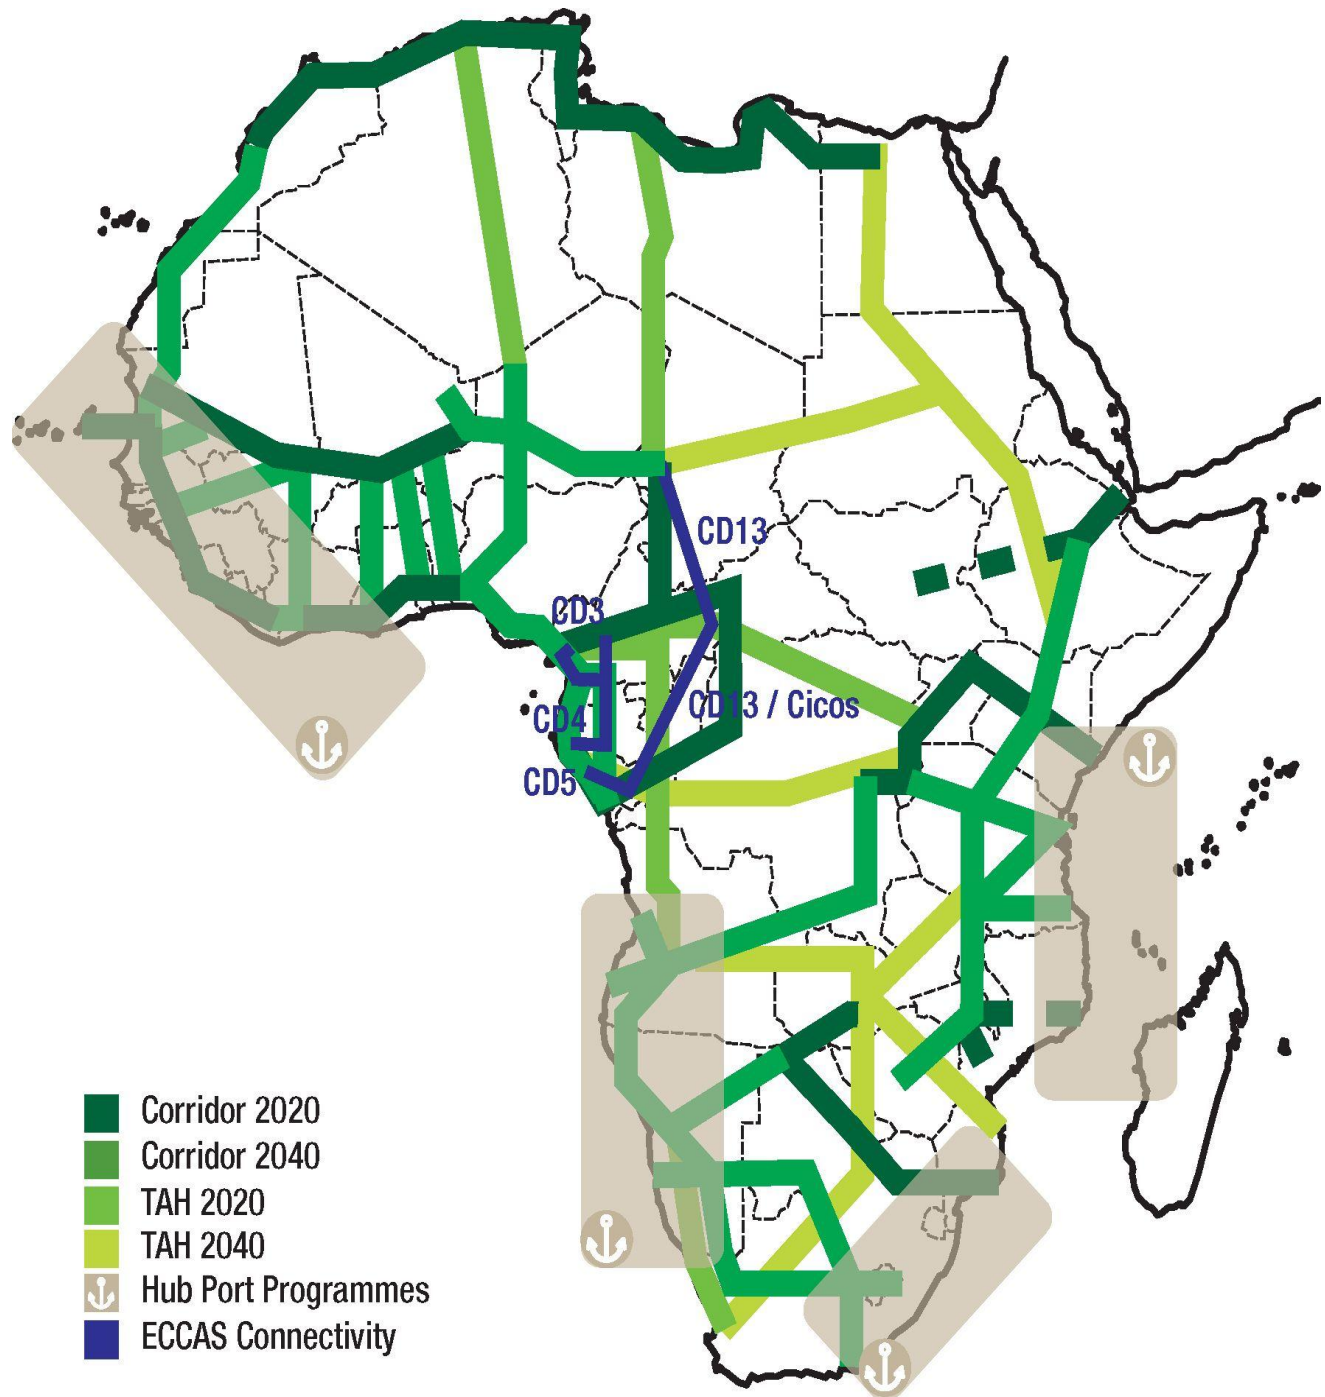 CD13
CD3
CD13 / Cicos
CD4
CD5
Corridor 2020
Corridor 2040
TAH 2020
TAH 2040
Hub Port Programmes
ECCAS Connectivity